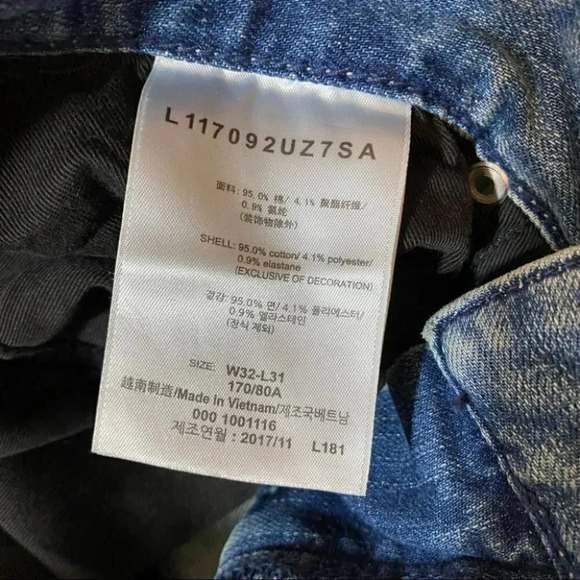 L117092UZ7SA
面料: 95.0% 棉/ 4.1% 聚酯纤维/
0.9% 氨纶
(装饰物除外)
SHELL: 95.0% cotton/ 4.1% polyester/
0.9% elastane
(EXCLUSIVE OF DECORATION)
겉감: 95.0% 면/ 4.1% 폴리에스터/
0.9% 엘라스테인
(장식 제외)
SIZE: W32-L31
170/80A
越南制造/Made in Vietnam/제조국베트남
000 1001116
제조연월 : 2017/11 L181